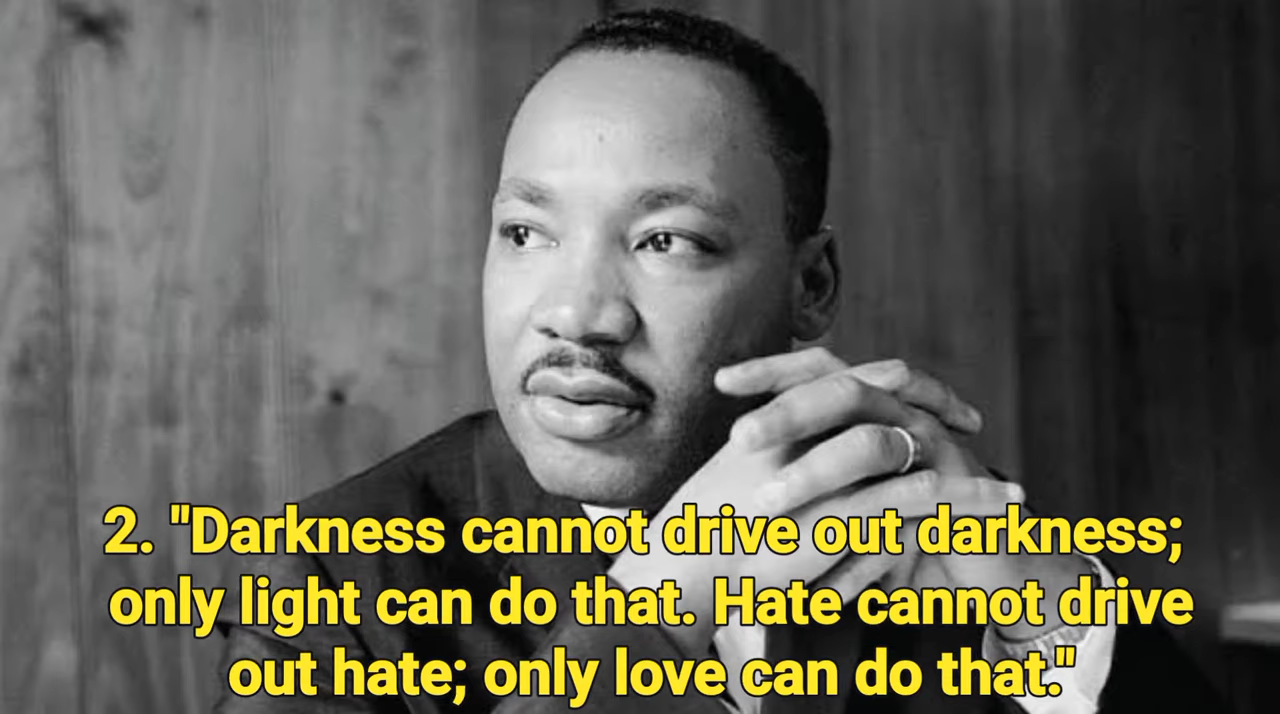 2. "Darkness cannot drive out darkness;
only light can do that. Hate cannot drive
out hate; only love can do that."